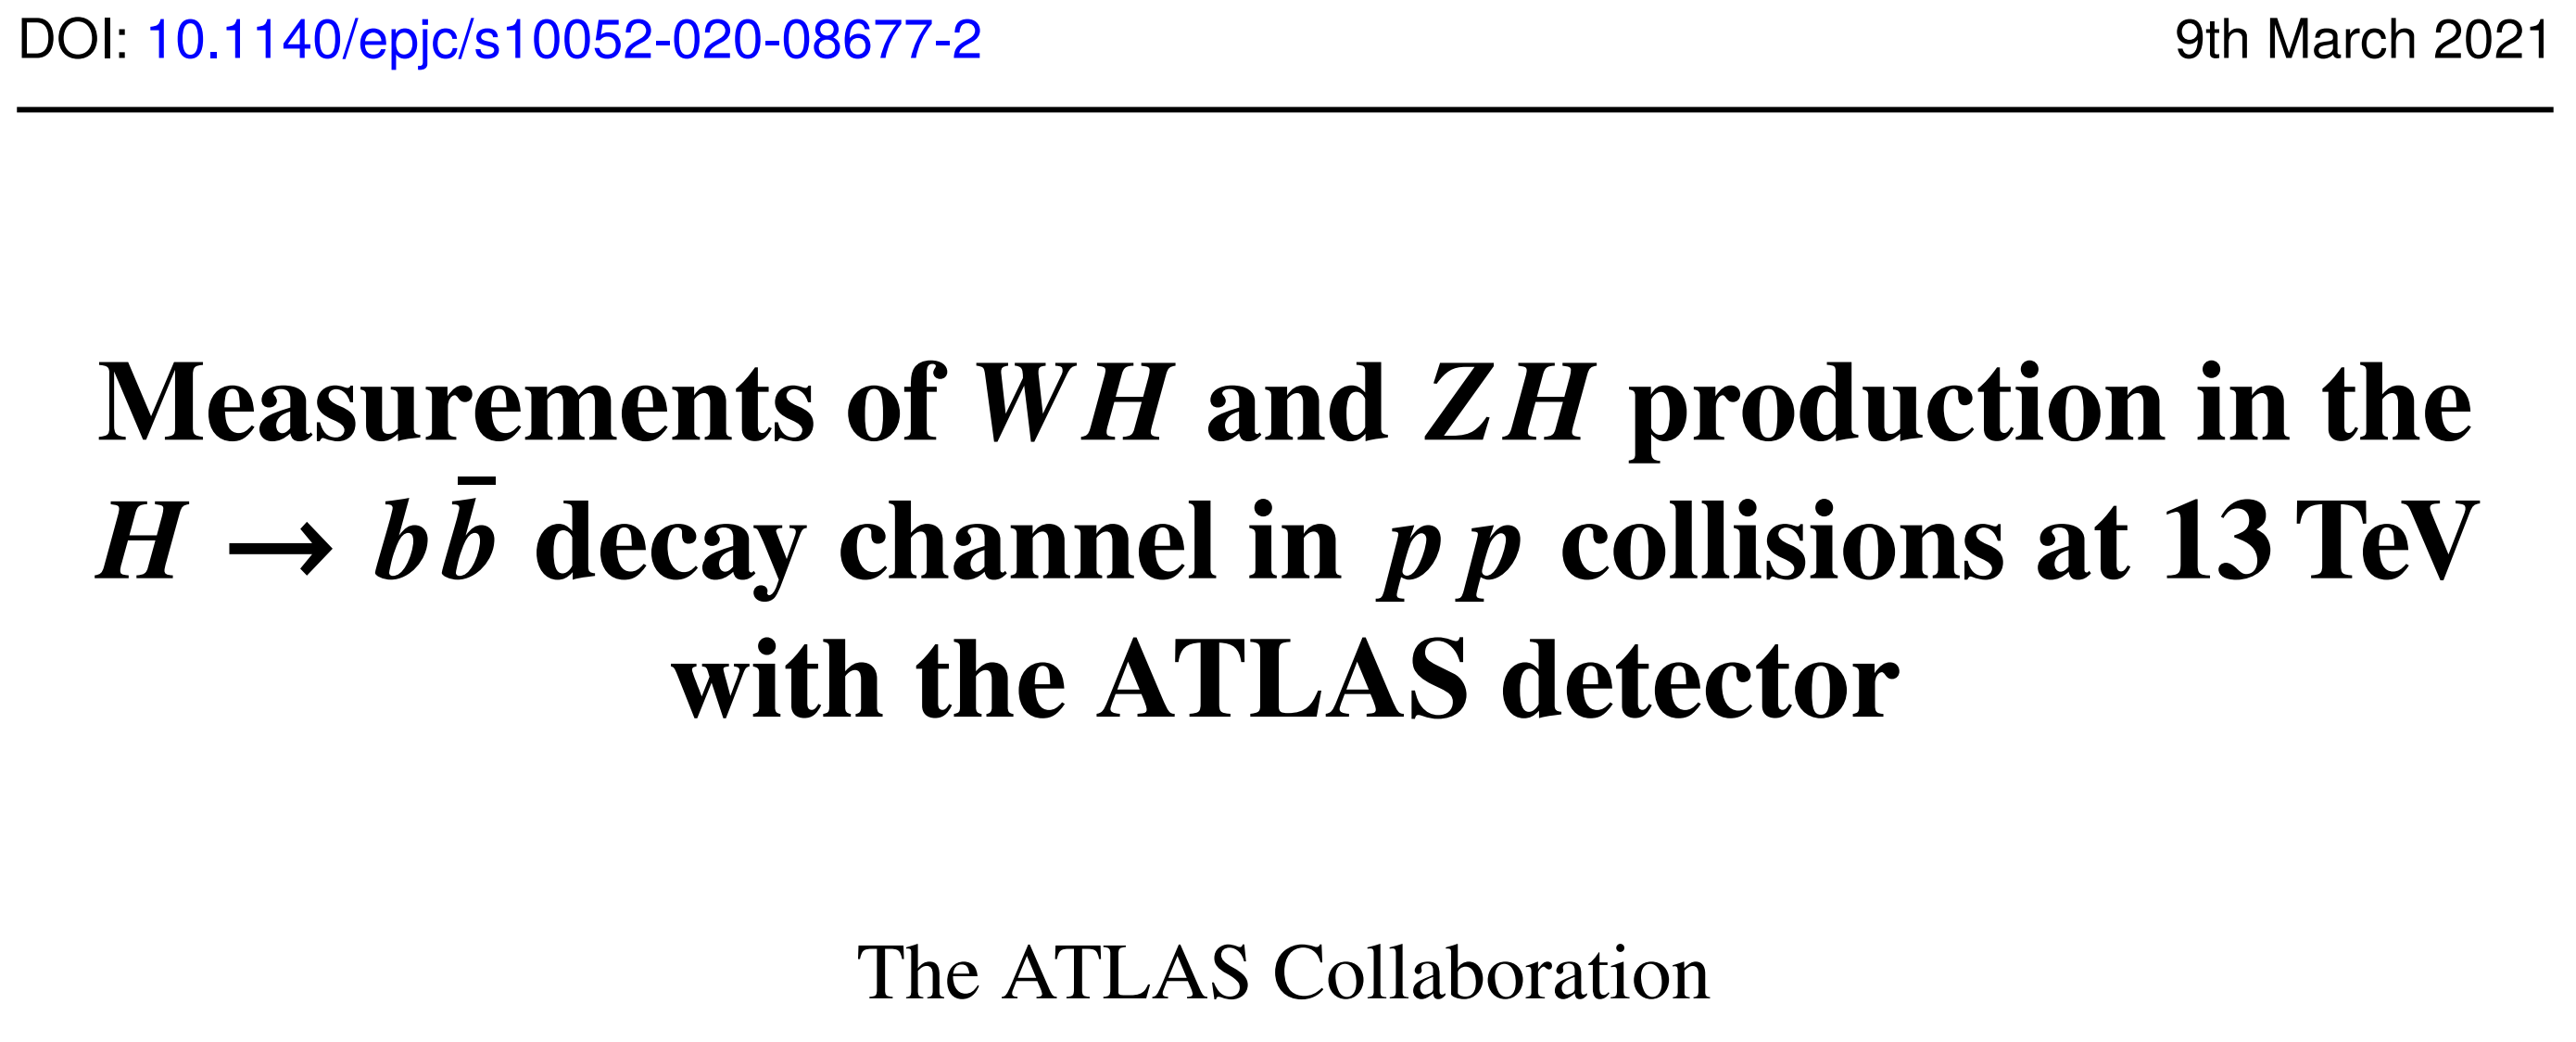 DOI: 10.1140/epjc/s10052-020-08677-2 9th March 2021
Measurements of WH and ZH production in the
H → bb̄ decay channel in pp collisions at 13 TeV
with the ATLAS detector
The ATLAS Collaboration